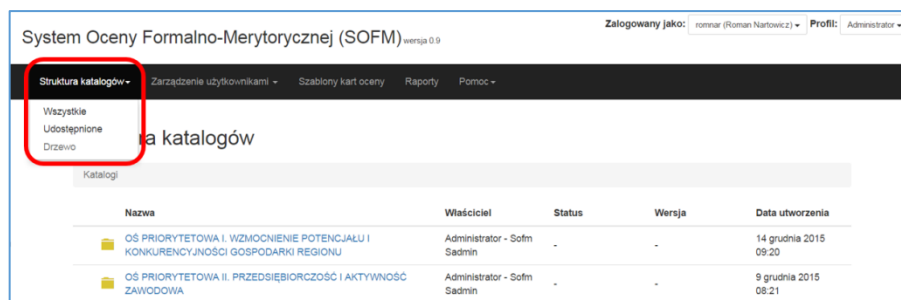 Zalogowany jako: romnar (Roman Nartowicz) Profil: Administrator
System Oceny Formalno-Merytorycznej (SOFM) wersja 0.9
Struktura katalogów Zarządzenie użytkownikami Szablony kart oceny Raporty Pomoc
Wszystkie
Udostępnione
Drzewo
ra katalogów
Katalogi
Nazwa Właściciel Status Wersja Data utworzenia
OŚ PRIORYTETOWA I. WZMOCNIENIE POTENCJAŁU I Administrator - Sofm - - 14 grudnia 2015
KONKURENCYJNOŚCI GOSPODARKI REGIONU Sadmin 09:20
OŚ PRIORYTETOWA II. PRZEDSIĘBIORCZOŚĆ I AKTYWNOŚĆ Administrator - Sofm - - 9 grudnia 2015
ZAWODOWA Sadmin 08:21